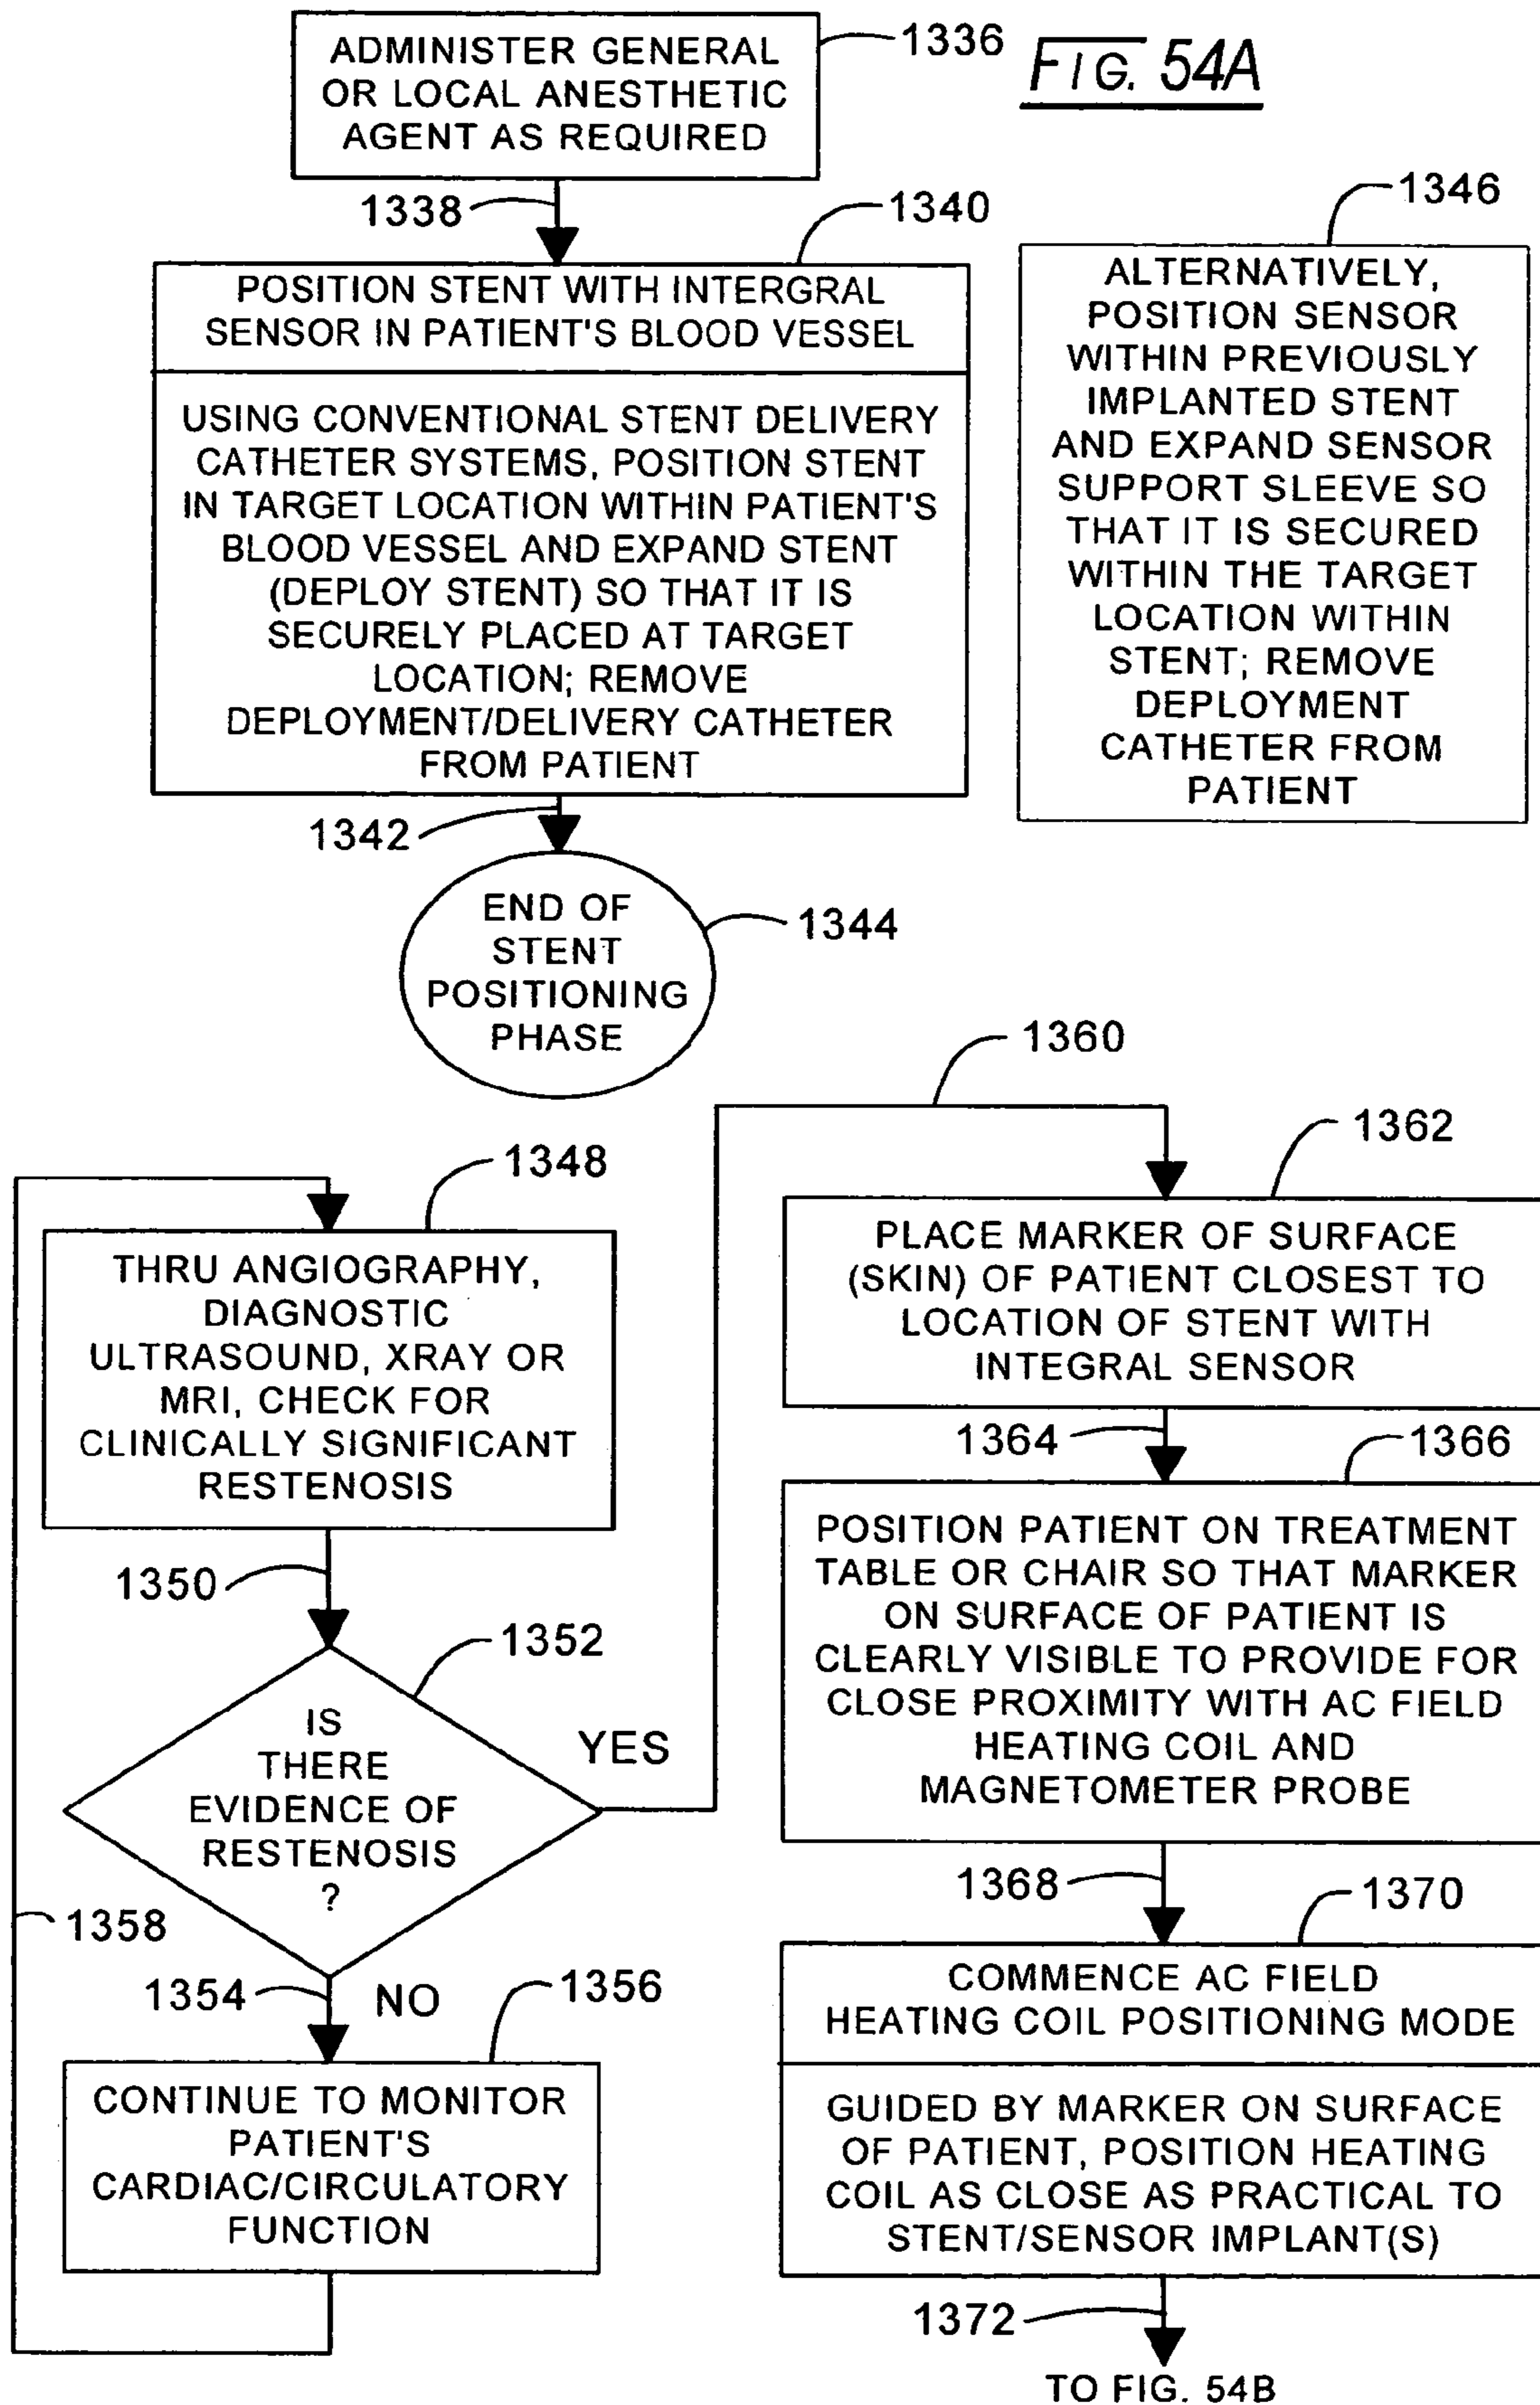 FIG. 54A
1336
ADMINISTER GENERAL
OR LOCAL ANESTHETIC
AGENT AS REQUIRED
1338
1340
POSITION STENT WITH INTERGRAL
SENSOR IN PATIENT'S BLOOD VESSEL
USING CONVENTIONAL STENT DELIVERY
CATHETER SYSTEMS, POSITION STENT
IN TARGET LOCATION WITHIN PATIENT'S
BLOOD VESSEL AND EXPAND STENT
(DEPLOY STENT) SO THAT IT IS
SECURELY PLACED AT TARGET
LOCATION; REMOVE
DEPLOYMENT/DELIVERY CATHETER
FROM PATIENT
1342
END OF
STENT
POSITIONING
PHASE
1344
1346
ALTERNATIVELY,
POSITION SENSOR
WITHIN PREVIOUSLY
IMPLANTED STENT
AND EXPAND SENSOR
SUPPORT SLEEVE SO
THAT IT IS SECURED
WITHIN THE TARGET
LOCATION WITHIN
STENT; REMOVE
DEPLOYMENT
CATHETER FROM
PATIENT
1348
THRU ANGIOGRAPHY,
DIAGNOSTIC
ULTRASOUND, XRAY OR
MRI, CHECK FOR
CLINICALLY SIGNIFICANT
RESTENOSIS
1350
1352
IS
THERE
EVIDENCE OF
RESTENOSIS
?
YES
1358
1354
NO
1356
CONTINUE TO MONITOR
PATIENT'S
CARDIAC/CIRCULATORY
FUNCTION
1360
1362
PLACE MARKER OF SURFACE
(SKIN) OF PATIENT CLOSEST TO
LOCATION OF STENT WITH
INTEGRAL SENSOR
1364
1366
POSITION PATIENT ON TREATMENT
TABLE OR CHAIR SO THAT MARKER
ON SURFACE OF PATIENT IS
CLEARLY VISIBLE TO PROVIDE FOR
CLOSE PROXIMITY WITH AC FIELD
HEATING COIL AND
MAGNETOMETER PROBE
1368
1370
COMMENCE AC FIELD
HEATING COIL POSITIONING MODE
GUIDED BY MARKER ON SURFACE
OF PATIENT, POSITION HEATING
COIL AS CLOSE AS PRACTICAL TO
STENT/SENSOR IMPLANT(S)
1372
TO FIG. 54B